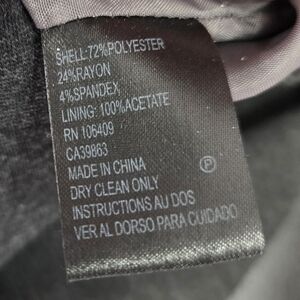 SHELL:72%POLYESTER
24%RAYON
4%SPANDEX
LINING: 100%ACETATE
RN 106409
CA39863
MADE IN CHINA
DRY CLEAN ONLY
INSTRUCTIONS AU DOS
VER AL DORSO PARA CUIDADO
P